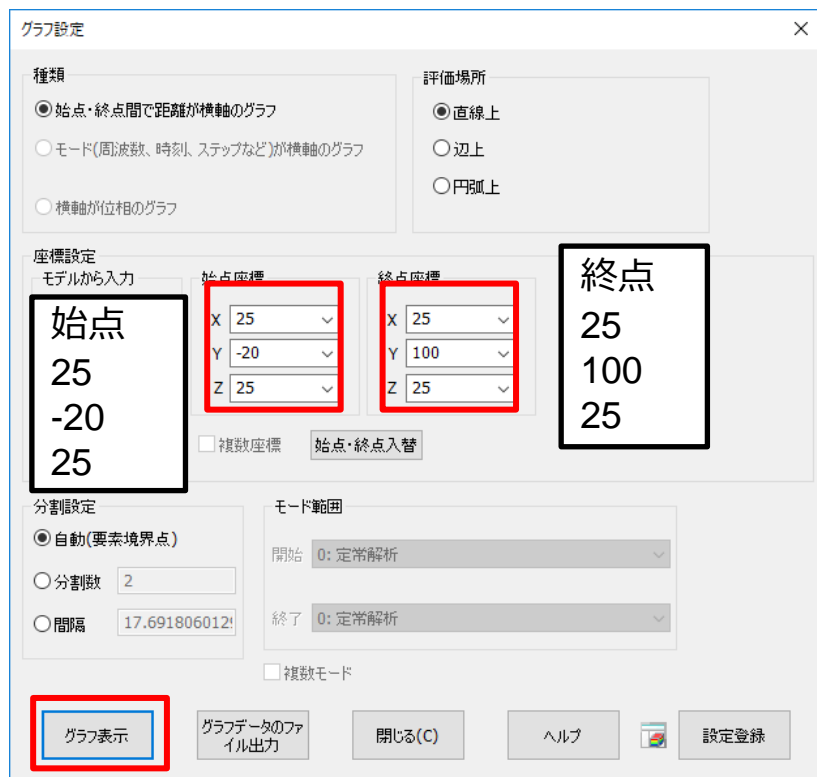 グラフ設定
種類
始点・終点間で距離が横軸のグラフ
モード(周波数、時刻、ステップなど)が横軸のグラフ
横軸が位相のグラフ
評価場所
直線上
辺上
円弧上
座標設定
モデルから入力
始点
25
-20
25
始点座標
X 25
Y -20
Z 25
終点座標
X 25
Y 100
Z 25
終点
25
100
25
複数座標
始点・終点入替
分割設定
自動(要素境界点)
分割数 2
間隔 17.6918060129
モード範囲
開始 0: 定常解析
終了 0: 定常解析
複数モード
グラフ表示
グラフデータのファ
イル出力
閉じる(C)
ヘルプ
設定登録